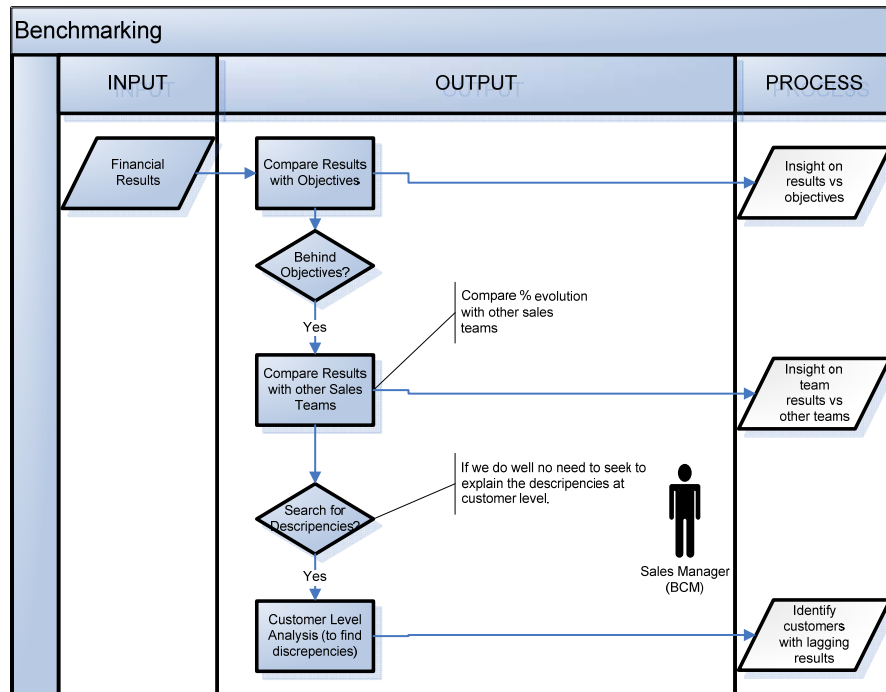 Benchmarking
INPUT
OUTPUT
PROCESS
Financial
Results
Compare Results
with Objectives
Insight on
results vs
objectives
Behind
Objectives?
Compare % evolution
with other sales
teams
Yes
Compare Results
with other Sales
Teams
Insight on
team
results vs
other teams
If we do well no need to seek to
explain the descripencies at
customer level.
Search for
Descripencies?
Sales Manager
(BCM)
Yes
Customer Level
Analysis (to find
discrepencies)
Identify
customers
with lagging
results